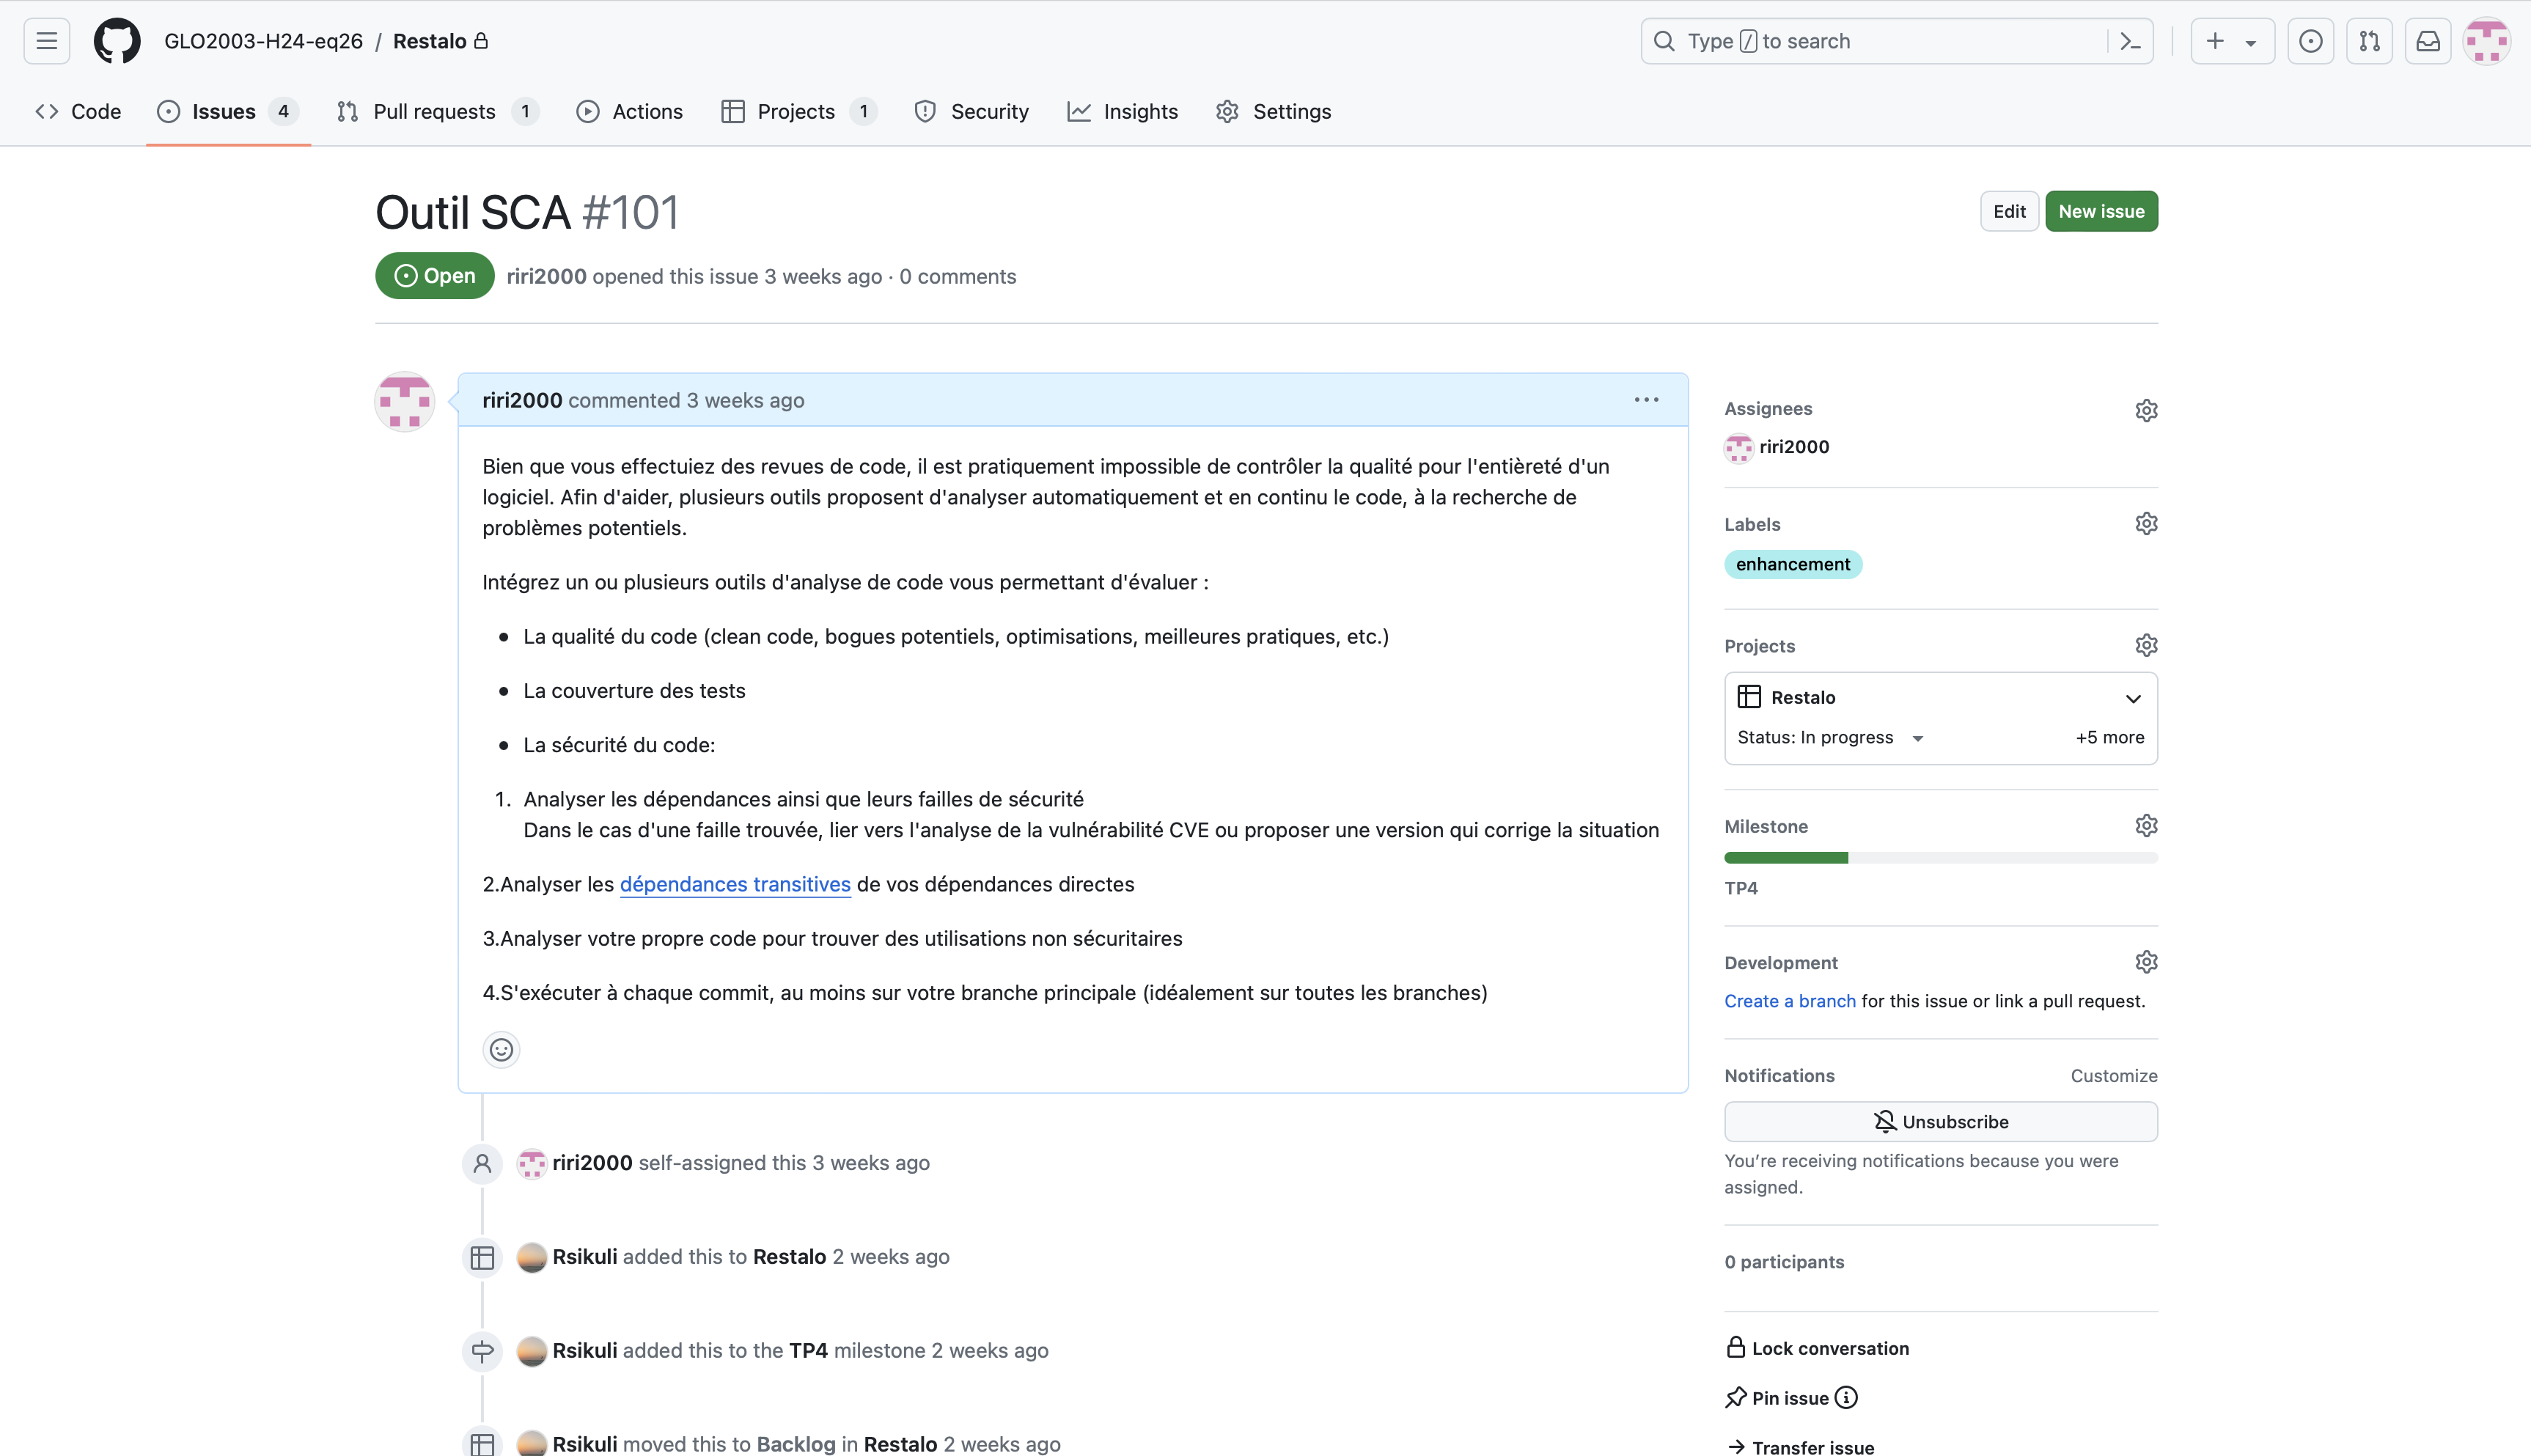 GLO2003-H24-eq26 / Restalo
Type / to search
Code
Issues 4
Pull requests 1
Actions
Projects 1
Security
Insights
Settings
Outil SCA #101
Edit
New issue
Open
riri2000 opened this issue 3 weeks ago · 0 comments
riri2000 commented 3 weeks ago
Bien que vous effectuiez des revues de code, il est pratiquement impossible de contrôler la qualité pour l'entièreté d'un
logiciel. Afin d'aider, plusieurs outils proposent d'analyser automatiquement et en continu le code, à la recherche de
problèmes potentiels.
Intégrez un ou plusieurs outils d'analyse de code vous permettant d'évaluer :
• La qualité du code (clean code, bogues potentiels, optimisations, meilleures pratiques, etc.)
• La couverture des tests
• La sécurité du code:
1. Analyser les dépendances ainsi que leurs failles de sécurité
Dans le cas d'une faille trouvée, lier vers l'analyse de la vulnérabilité CVE ou proposer une version qui corrige la situation
2.Analyser les dépendances transitives de vos dépendances directes
3.Analyser votre propre code pour trouver des utilisations non sécuritaires
4.S'exécuter à chaque commit, au moins sur votre branche principale (idéalement sur toutes les branches)
riri2000 self-assigned this 3 weeks ago
Rsikuli added this to Restalo 2 weeks ago
Rsikuli added this to the TP4 milestone 2 weeks ago
Rsikuli moved this to Backlog in Restalo 2 weeks ago
Assignees
riri2000
Labels
enhancement
Projects
Restalo
Status: In progress
+5 more
Milestone
TP4
Development
Create a branch for this issue or link a pull request.
Notifications
Customize
Unsubscribe
You're receiving notifications because you were
assigned.
0 participants
Lock conversation
Pin issue
Transfer issue